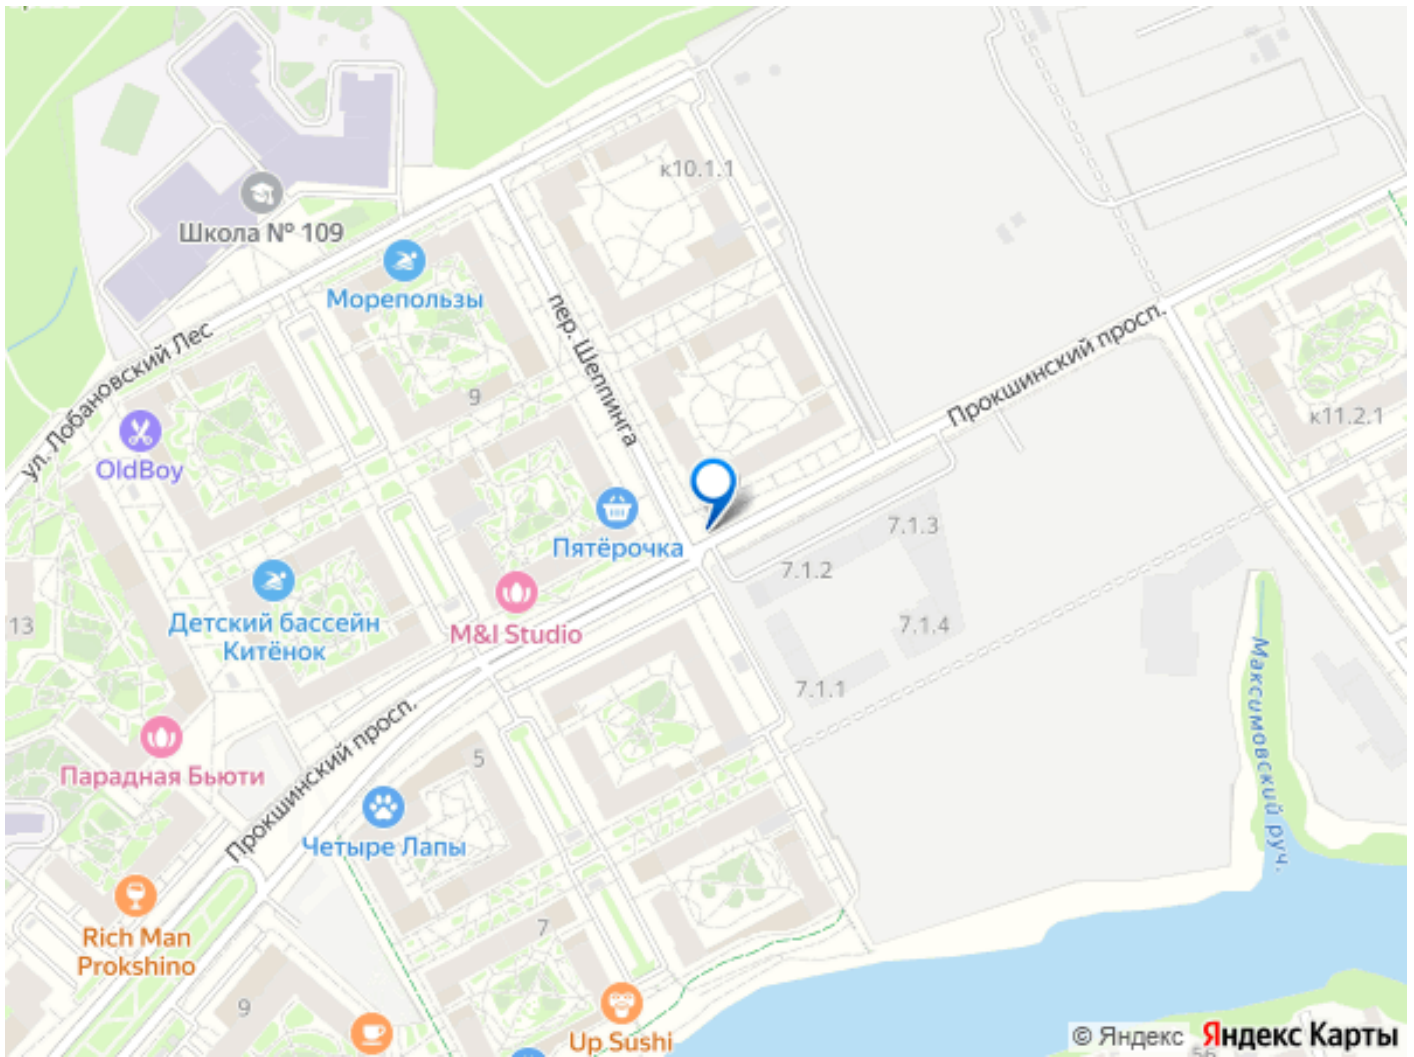 к10.1.1
Школа № 109
Морепользы
пер. Шеппинга
ул. Лобановский Лес
Прокшинский просп.
9
к11.2.1
OldBoy
Пятёрочка
7.1.3
7.1.2
M&I Studio
7.1.4
13
Детский бассейн
Китёнок
7.1.1
Максимовский руч.
Парадная Бьюти
Прокшинский просп.
5
Четыре Лапы
7
Rich Man
Prokshino
9
Up Sushi
© Яндекс Яндекс Карты
56